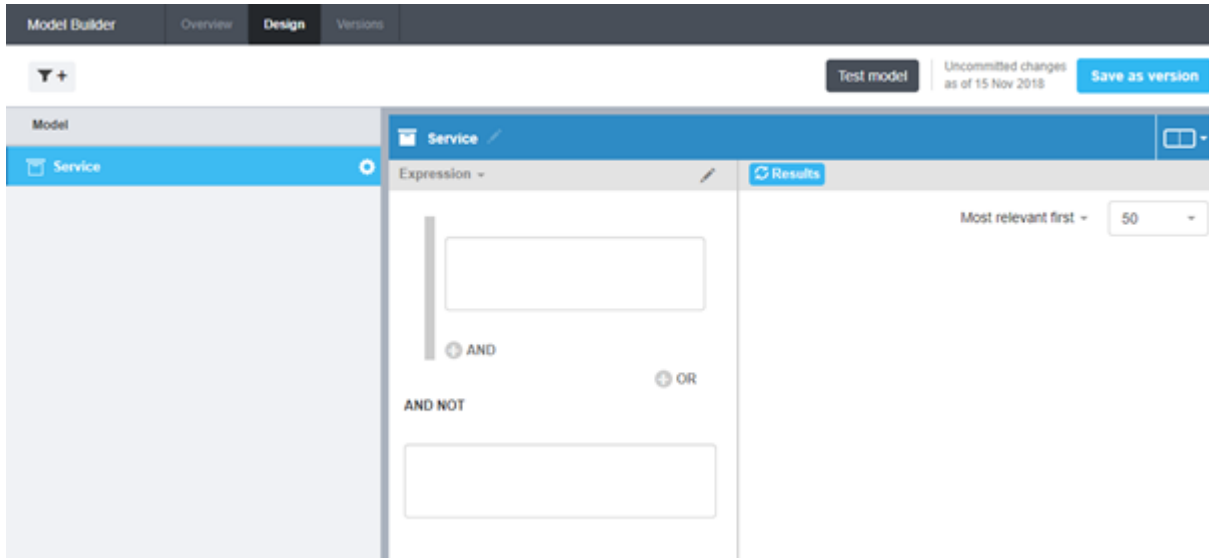 Model Builder Overview Design Versions
Test model
Uncommitted changes
as of 15 Nov 2018
Save as version
Model
Service
Service
Expression
Results
Most relevant first
50
AND
OR
AND NOT